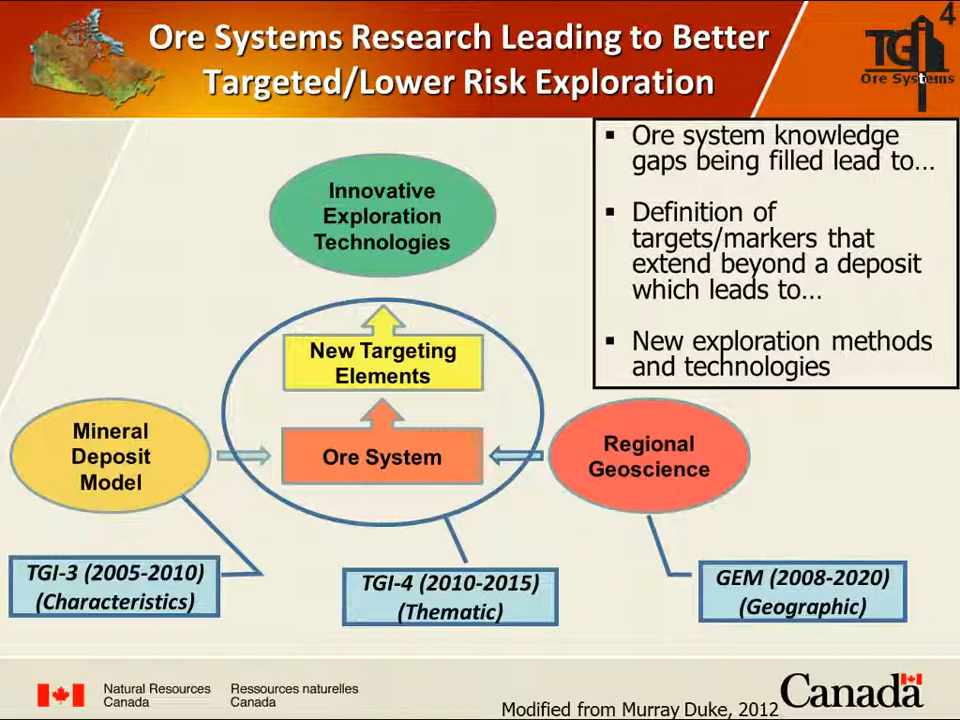 Ore Systems Research Leading to Better
Targeted/Lower Risk Exploration
TGI 4
Ore Systems
▪ Ore system knowledge
gaps being filled lead to…
▪ Definition of
targets/markers that
extend beyond a deposit
which leads to…
▪ New exploration methods
and technologies
Innovative
Exploration
Technologies
New Targeting
Elements
Mineral
Deposit
Model
Ore System
Regional
Geoscience
TGI-3 (2005-2010)
(Characteristics)
TGI-4 (2010-2015)
(Thematic)
GEM (2008-2020)
(Geographic)
Natural Resources
Canada
Ressources naturelles
Canada
Modified from Murray Duke, 2012
Canada